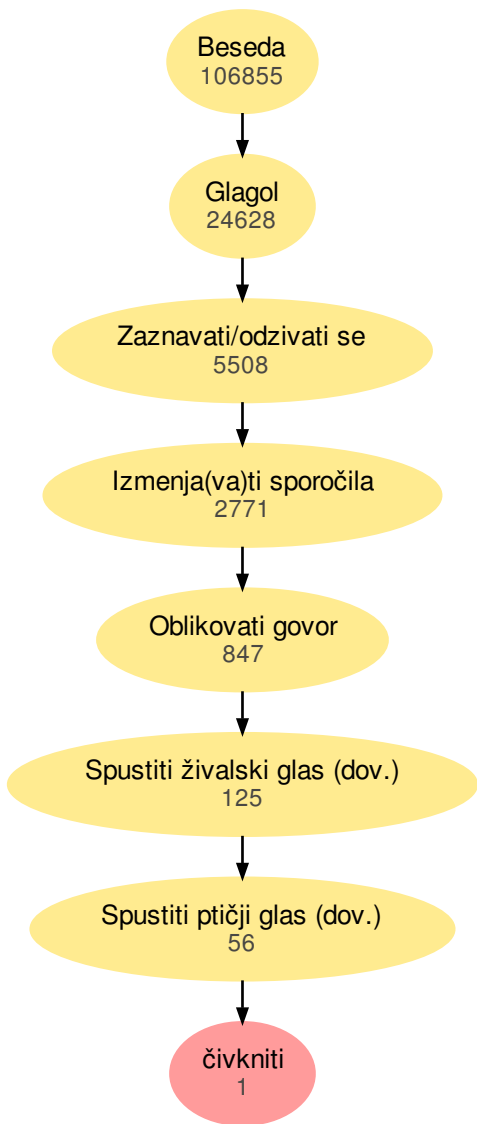 Beseda
106855
Glagol
24628
Zaznavati/odzivati se
5508
Izmenja(va)ti sporočila
2771
Oblikovati govor
847
Spustiti živalski glas (dov.)
125
Spustiti ptičji glas (dov.)
56
čivkniti
1